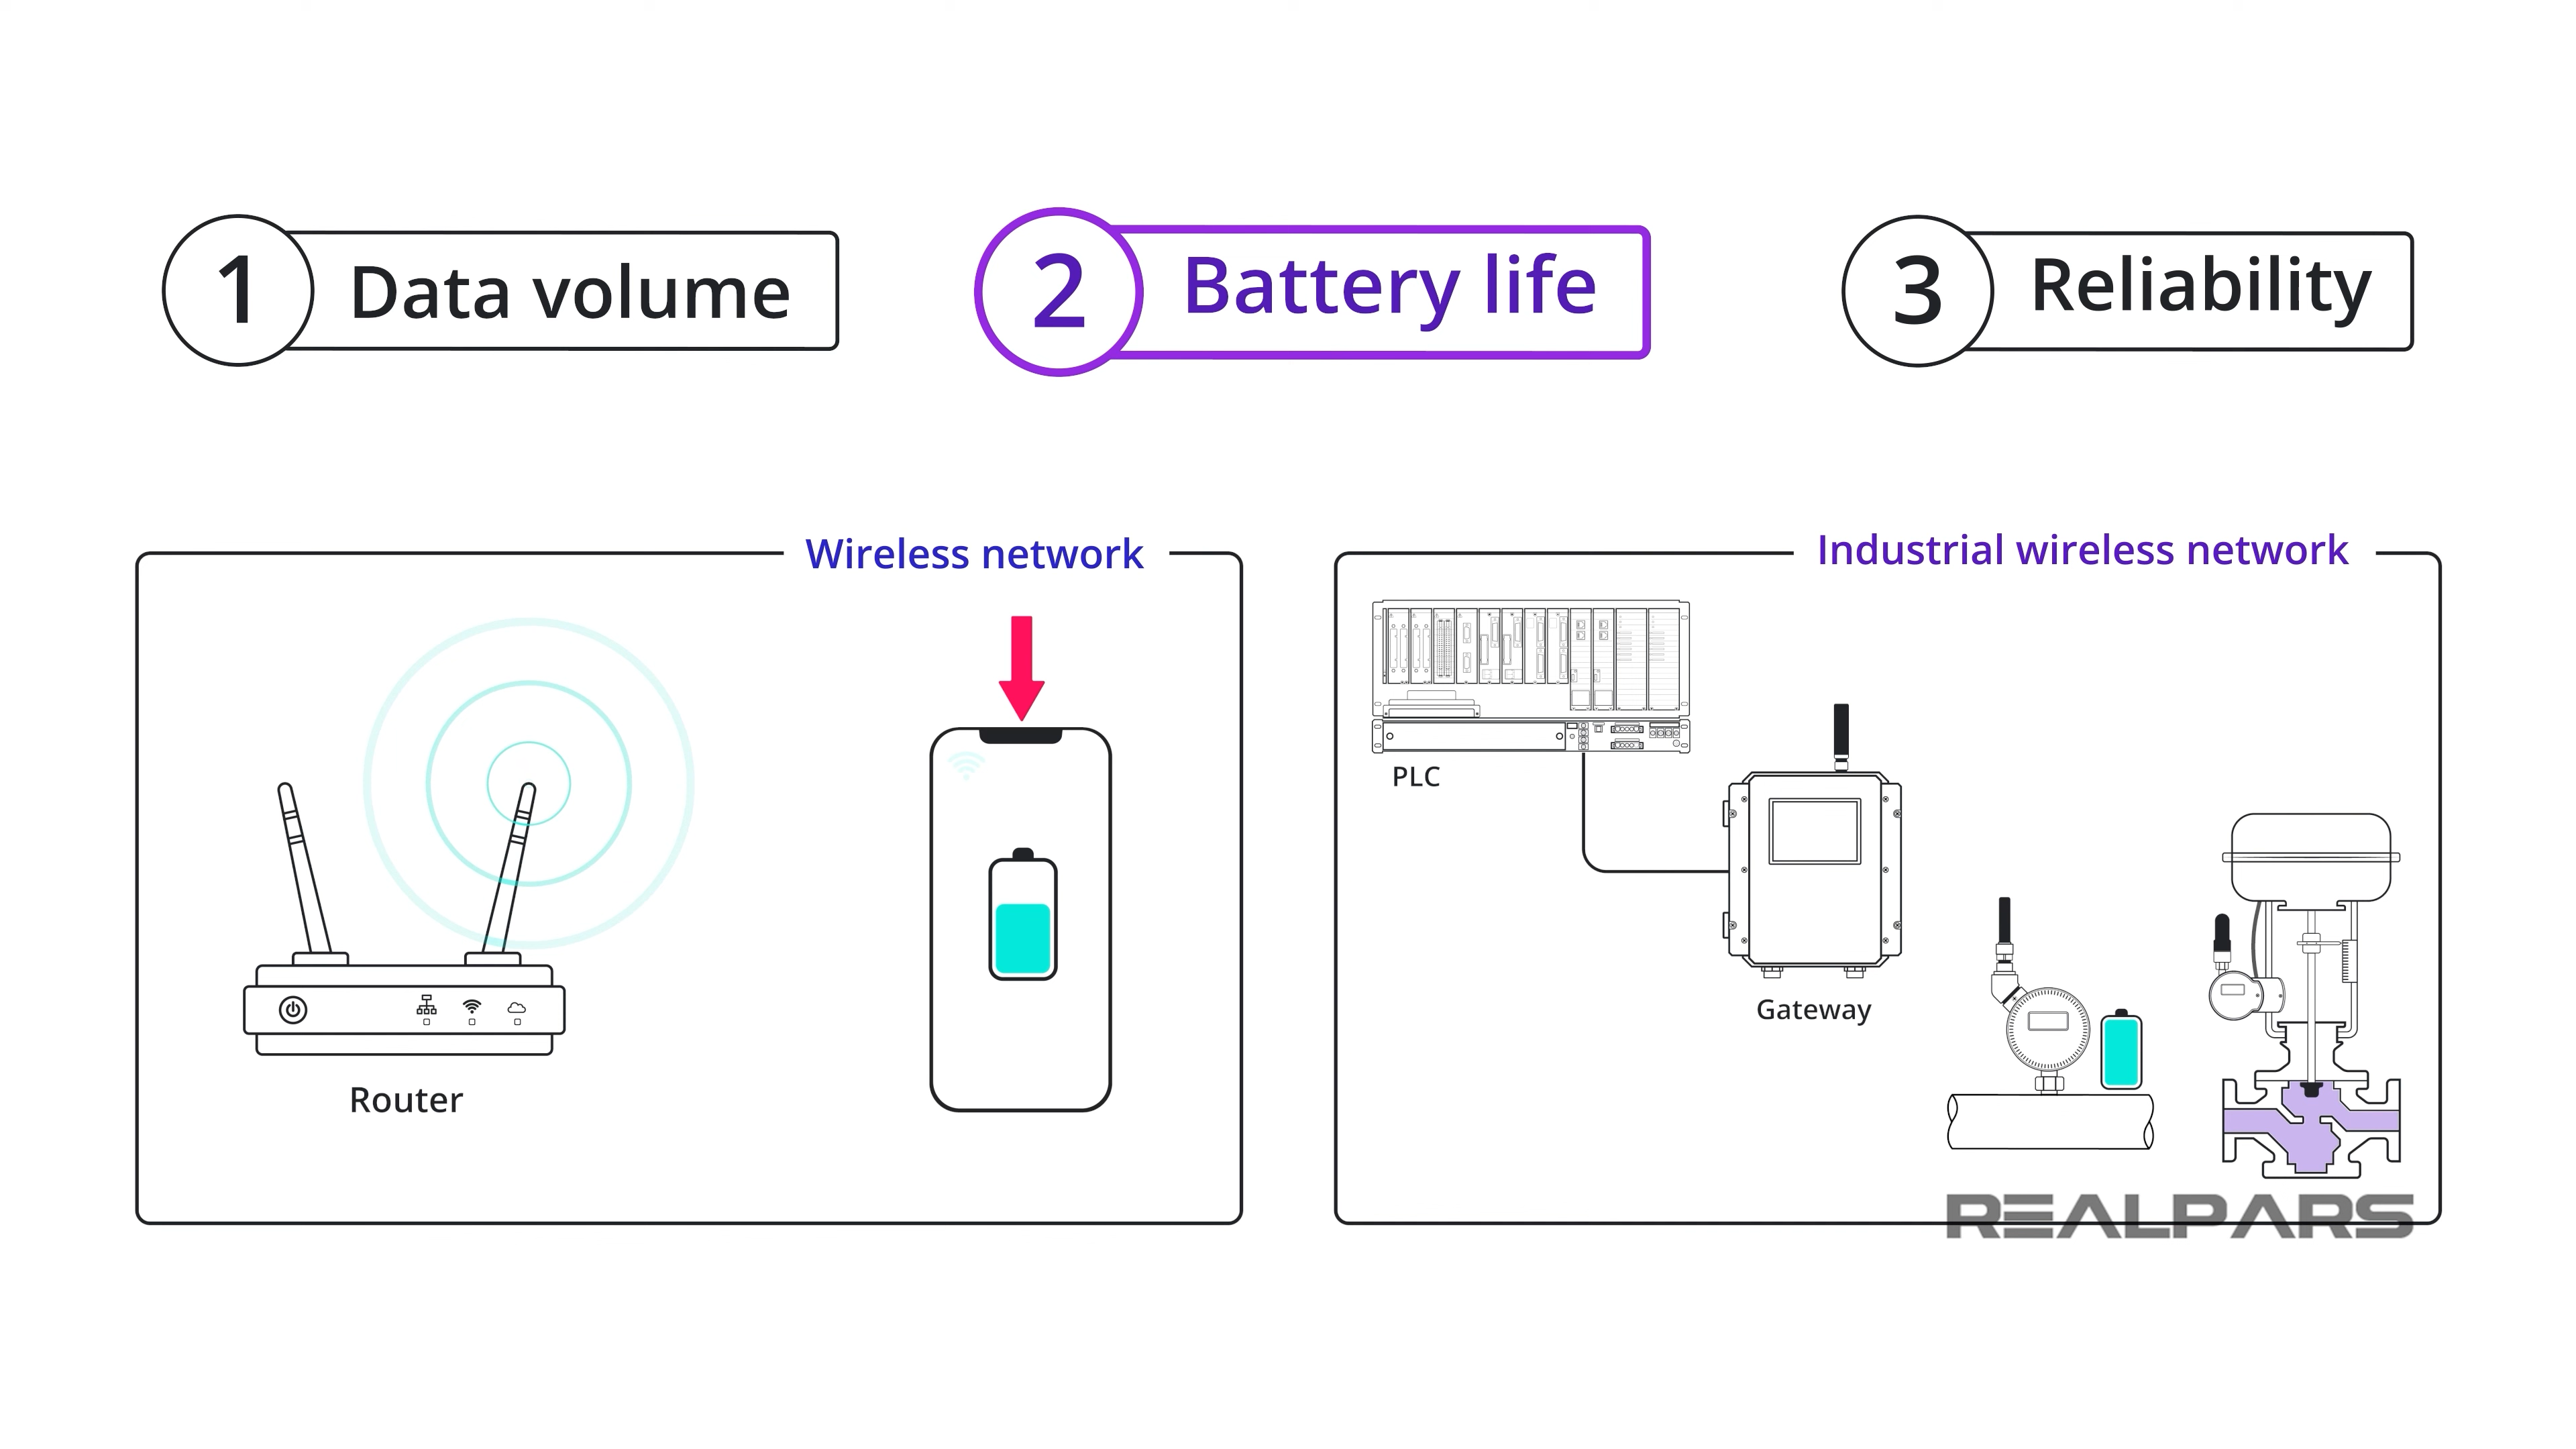 1 Data volume
2 Battery life
3 Reliability
Wireless network
Industrial wireless network
PLC
Gateway
Router
REALPARS